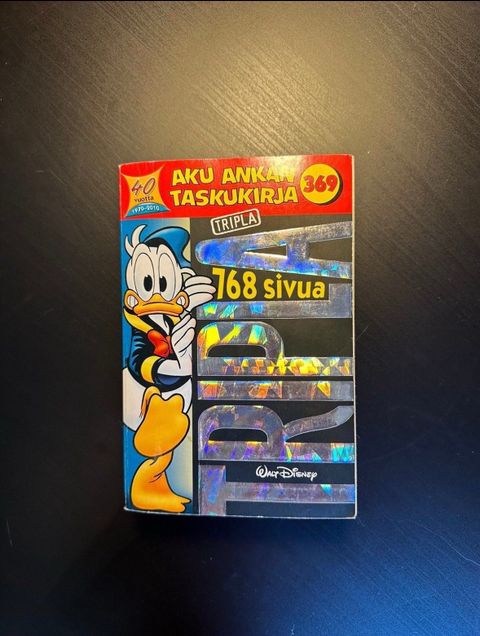 40
vuotta
1970-2010
AKU ANKAN
TASKUKIRJA
369
TRIPLA
768 sivua
TRIPLA
WALT DISNEY